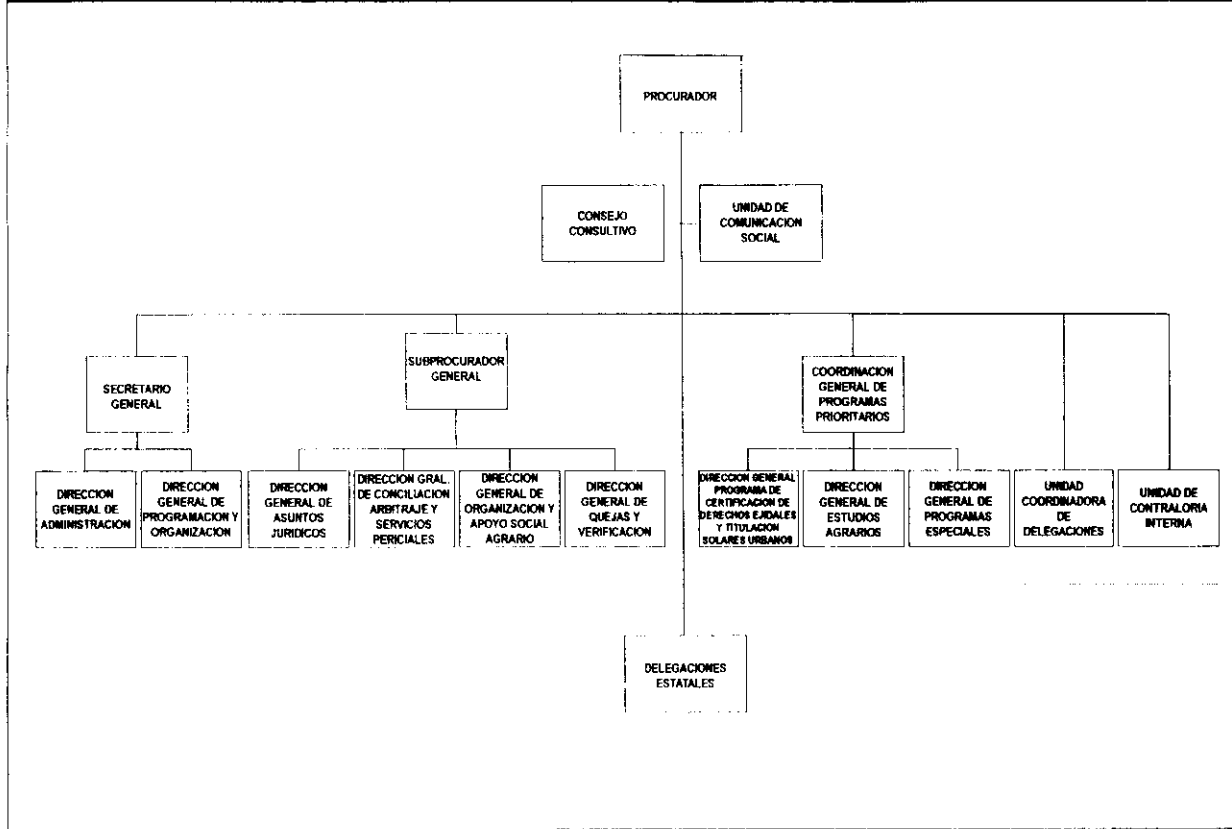 PROCURADOR
CONSEJO
CONSULTIVO
UNIDAD DE
COMUNICACION
SOCIAL
SECRETARIO
GENERAL
SUBPROCURADOR
GENERAL
COORDINACION
GENERAL DE
PROGRAMAS
PRIORITARIOS
DIRECCION
GENERAL DE
ADMINISTRACION
DIRECCION
GENERAL DE
PROGRAMACION Y
ORGANIZACION
DIRECCION
GENERAL DE
ASUNTOS
JURIDICOS
DIRECCION GRAL.
DE CONCILIACION
ARBITRAJE Y
SERVICIOS
PERICIALES
DIRECCION
GENERAL DE
ORGANIZACION Y
APOYO SOCIAL
AGRARIO
DIRECCION
GENERAL DE
QUEJAS Y
VERIFICACION
DIRECCION GENERAL
PROGRAMA DE
CERTIFICACION DE
DERECHOS EJIDALES
Y TITULACION
SOLARES URBANOS
DIRECCION
GENERAL DE
ESTUDIOS
AGRARIOS
DIRECCION
GENERAL DE
PROGRAMAS
ESPECIALES
UNIDAD
COORDINADORA
DE
DELEGACIONES
UNIDAD DE
CONTRALORIA
INTERNA
DELEGACIONES
ESTATALES